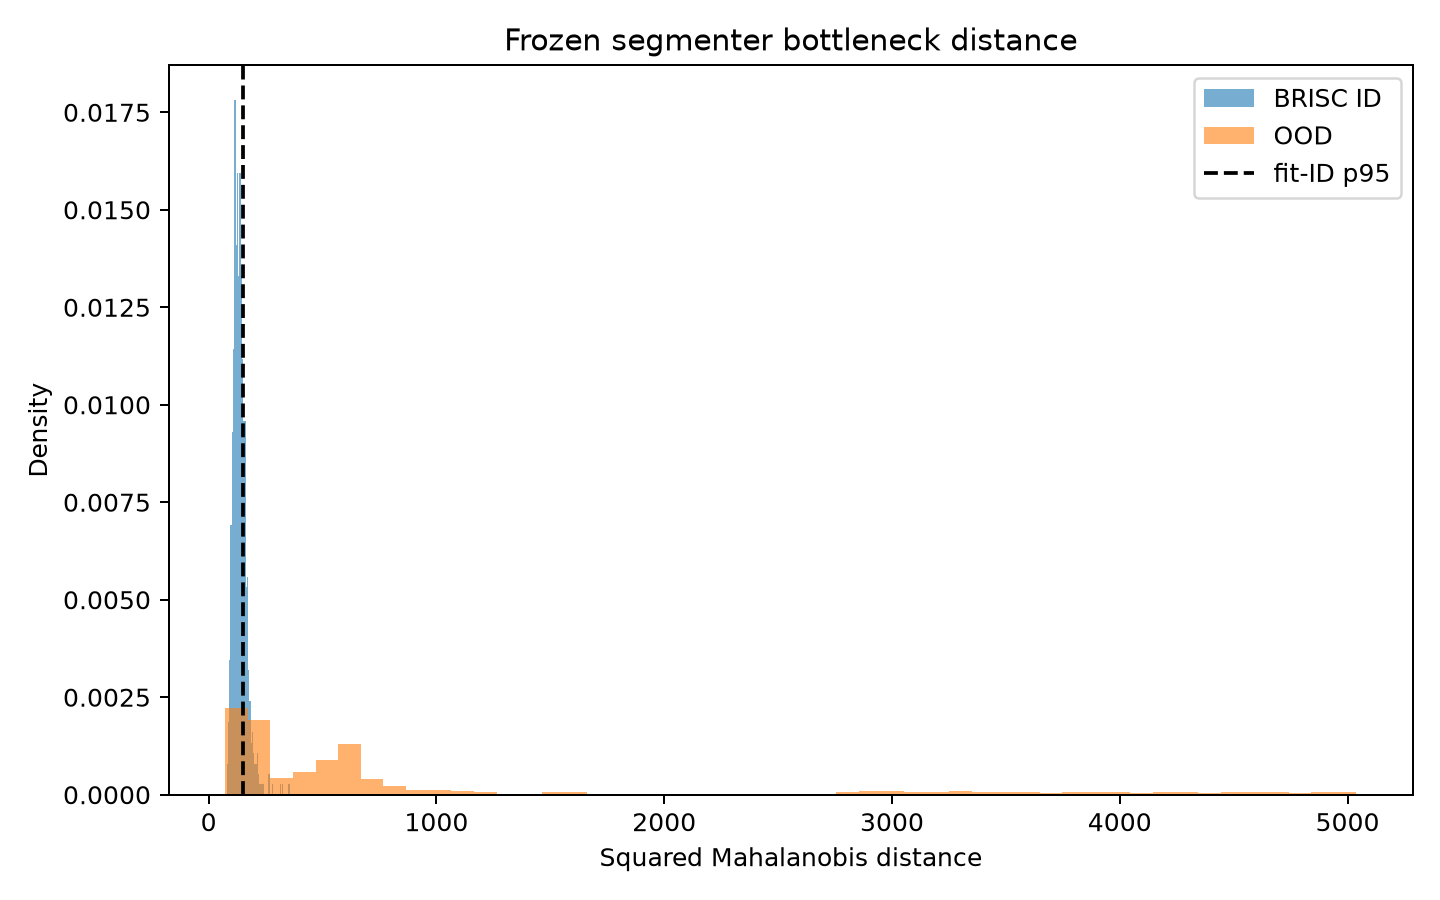 Frozen segmenter bottleneck distance
BRISC ID
OOD
fit-ID p95
Density
0.0175
0.0150
0.0125
0.0100
0.0075
0.0050
0.0025
0.0000
0 1000 2000 3000 4000 5000
Squared Mahalanobis distance